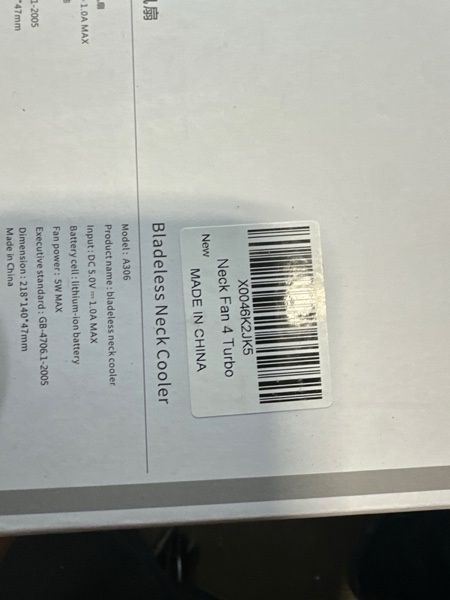 扇
1.0A MAX
1-2005
*47mm
X0046K2JK5
Neck Fan 4 Turbo
New MADE IN CHINA
Bladeless Neck Cooler
Model : A306
Product name : bladeless neck cooler
Input : DC 5.0V⎓1.0A MAX
Battery cell : lithium-ion battery
Fan power : 5W MAX
Executive standard : GB-4706.1-2005
Dimension : 218*140*47mm
Made in China